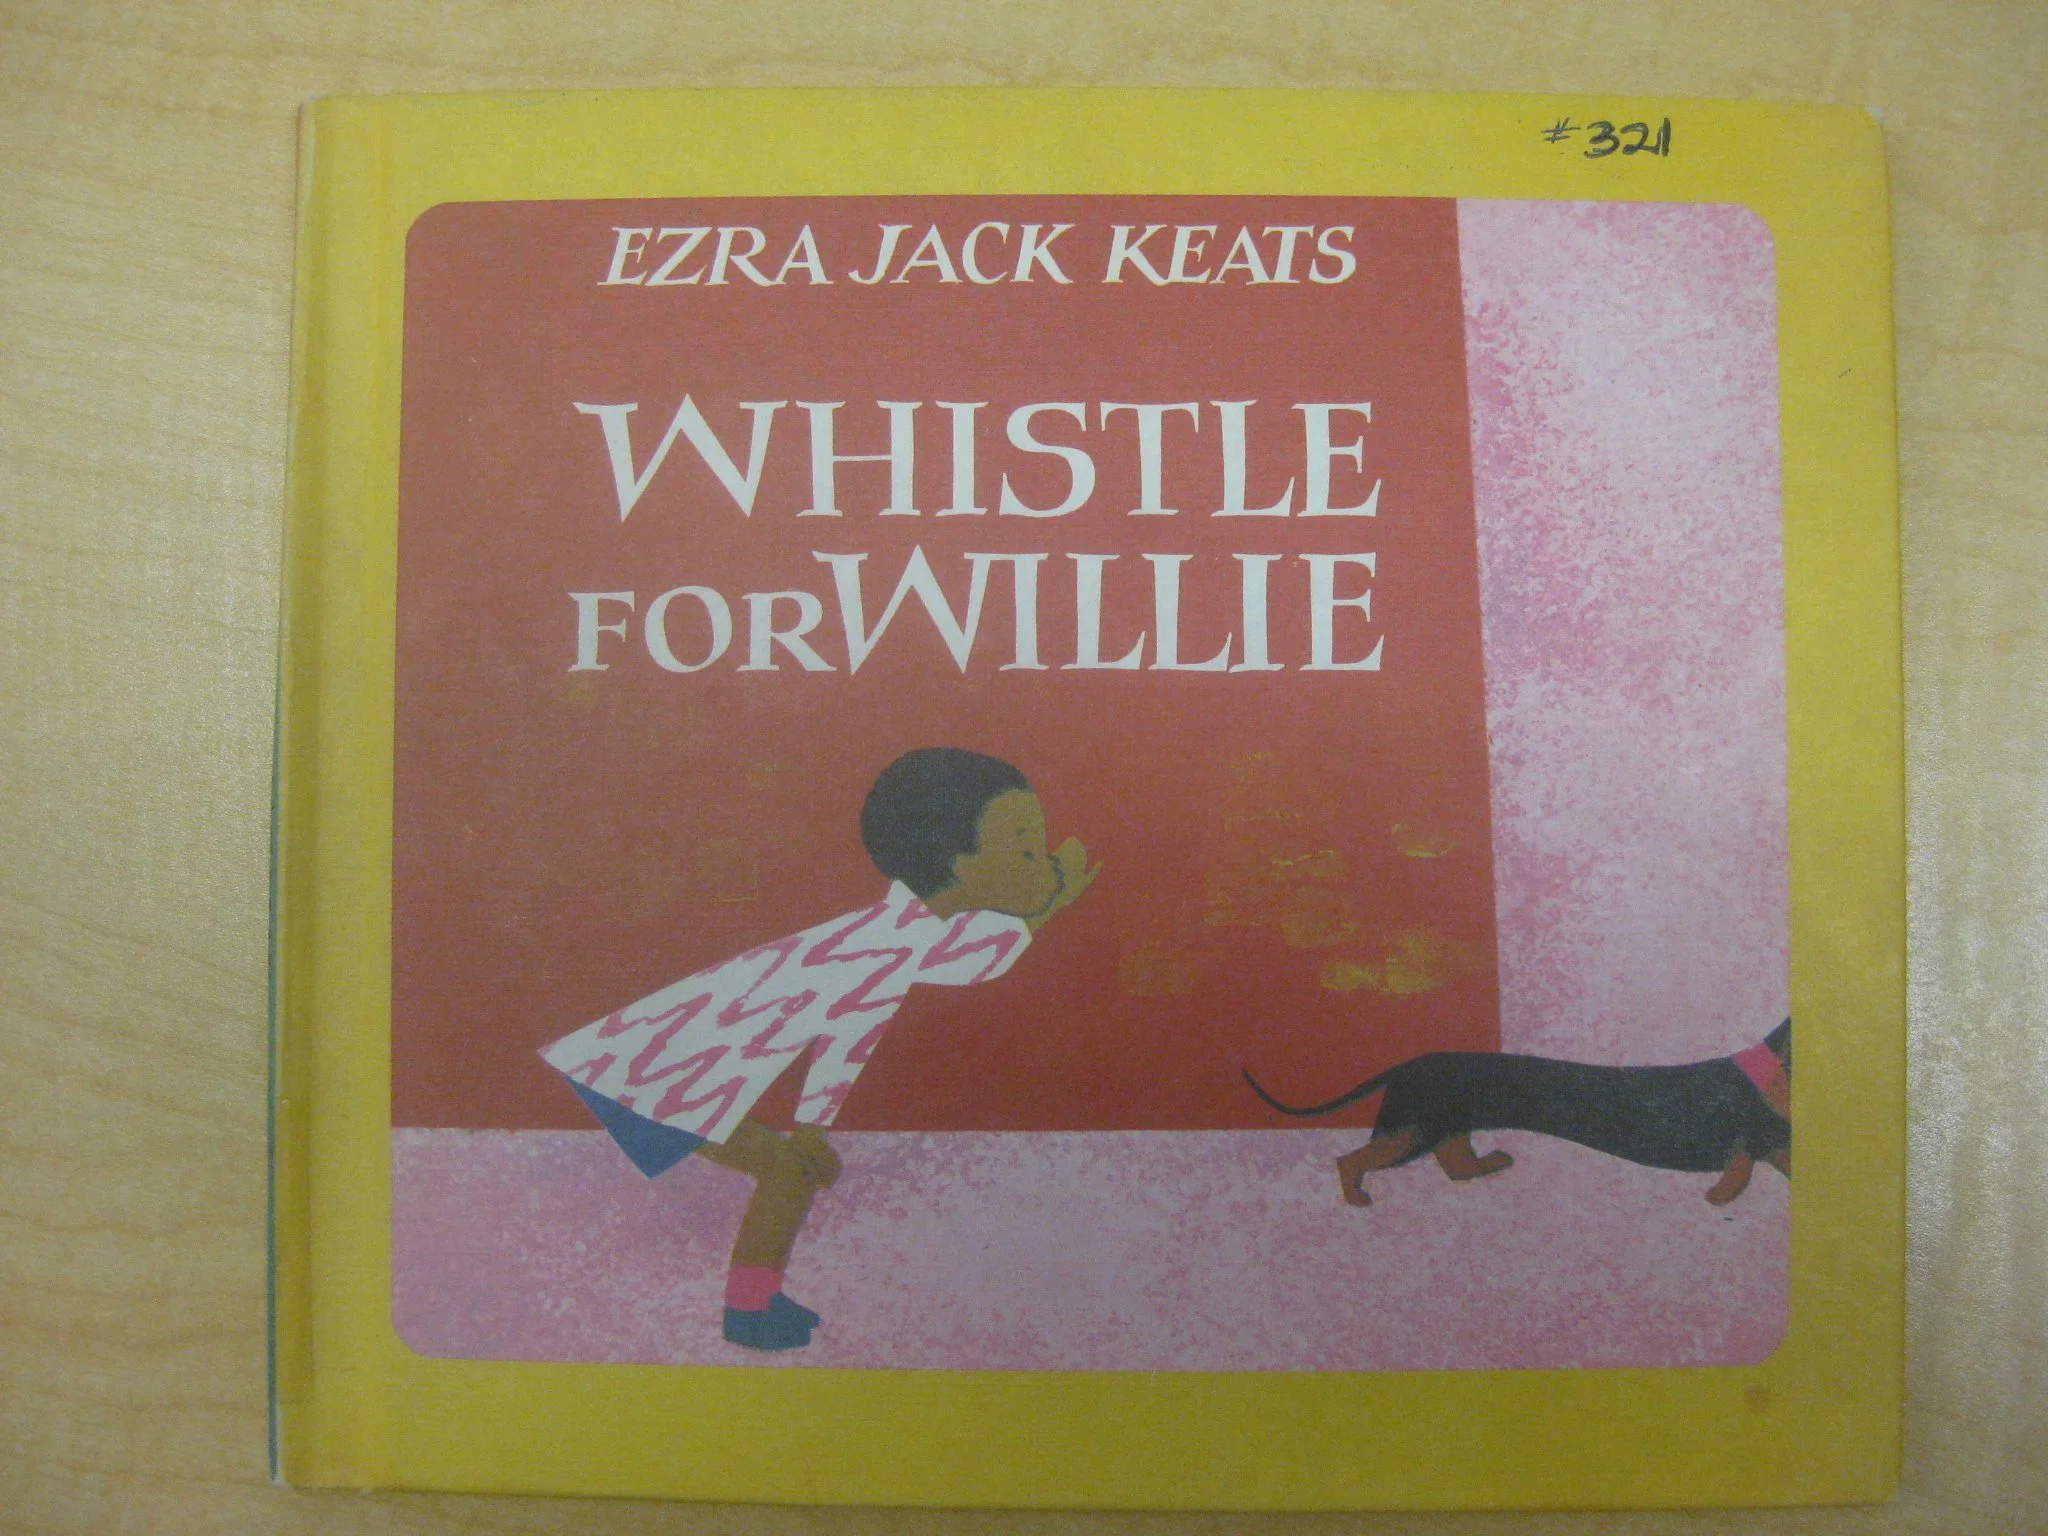 #321
EZRA JACK KEATS
WHISTLE
FOR WILLIE